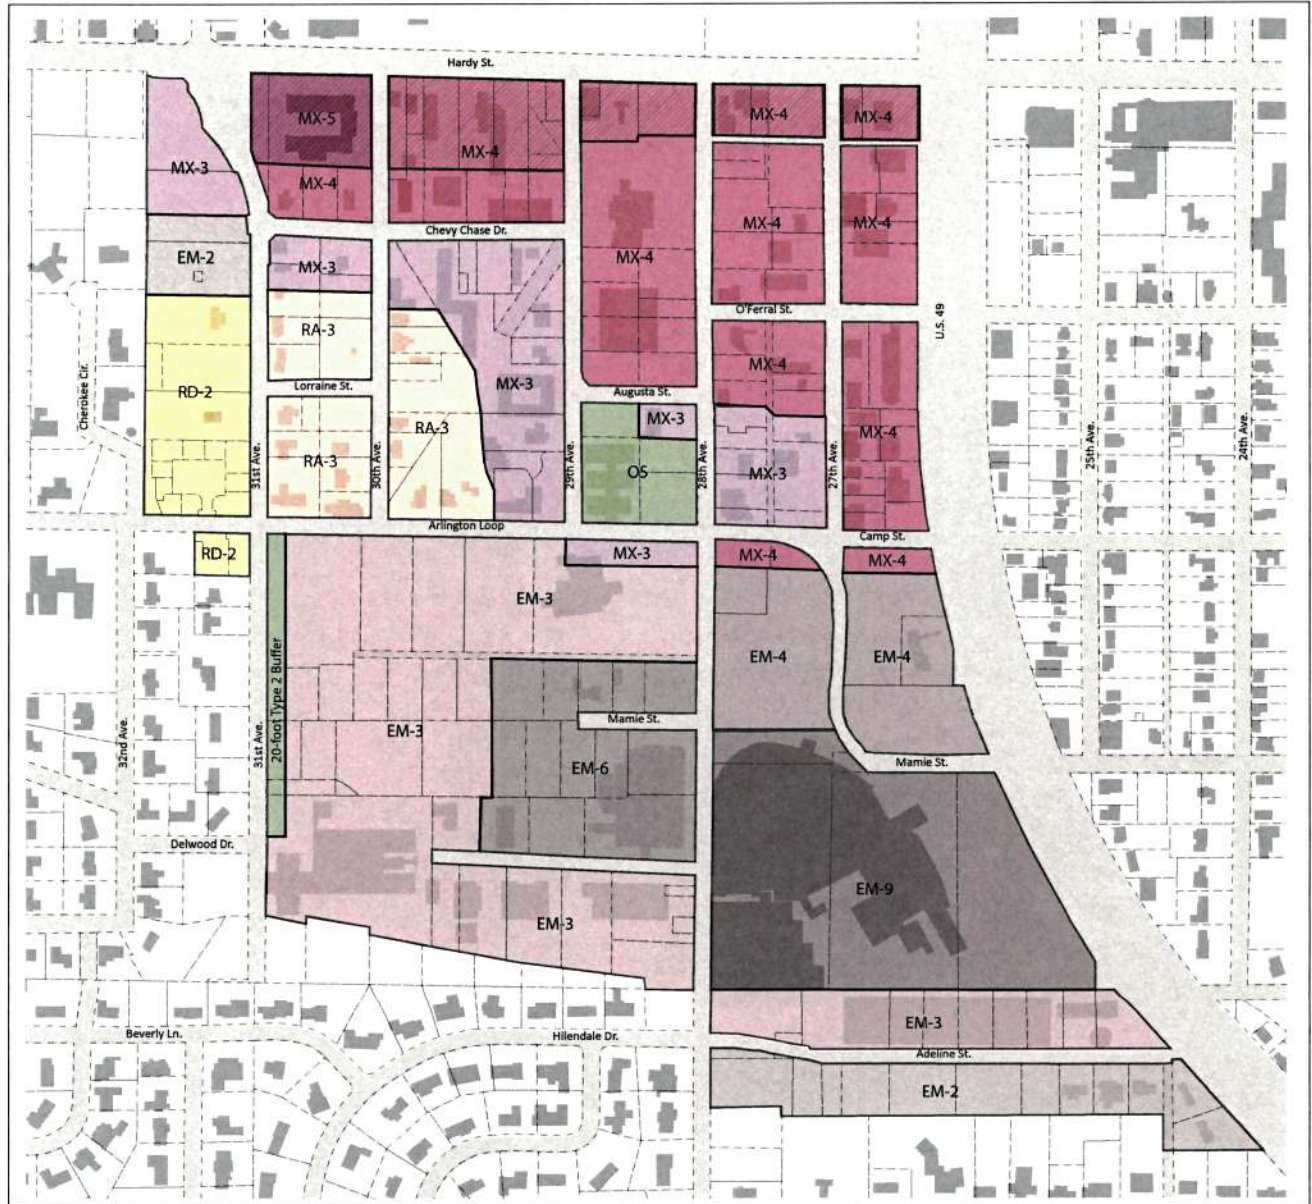 Hardy St.
MX-5
MX-4
MX-4
MX-4
MX-3
MX-4
MX-4
MX-4
MX-4
Chevy Chase Dr.
EM-2
MX-3
O'Ferral St.
U.S. 49
RA-3
MX-4
Lorraine St.
MX-3
Augusta St.
Cherokee Cir.
RD-2
MX-3
RA-3
MX-4
RA-3
O5
MX-3
31st Ave.
30th Ave.
29th Ave.
28th Ave.
27th Ave.
25th Ave.
24th Ave.
Arlington Loop
Camp St.
RD-2
MX-3
MX-4
MX-4
EM-3
EM-4
EM-4
20-foot Type 2 Buffer
Mamie St.
EM-3
32nd Ave.
31st Ave.
EM-6
Mamie St.
Delwood Dr.
EM-9
EM-3
EM-3
Beverly Ln.
Hilendale Dr.
Adeline St.
EM-2